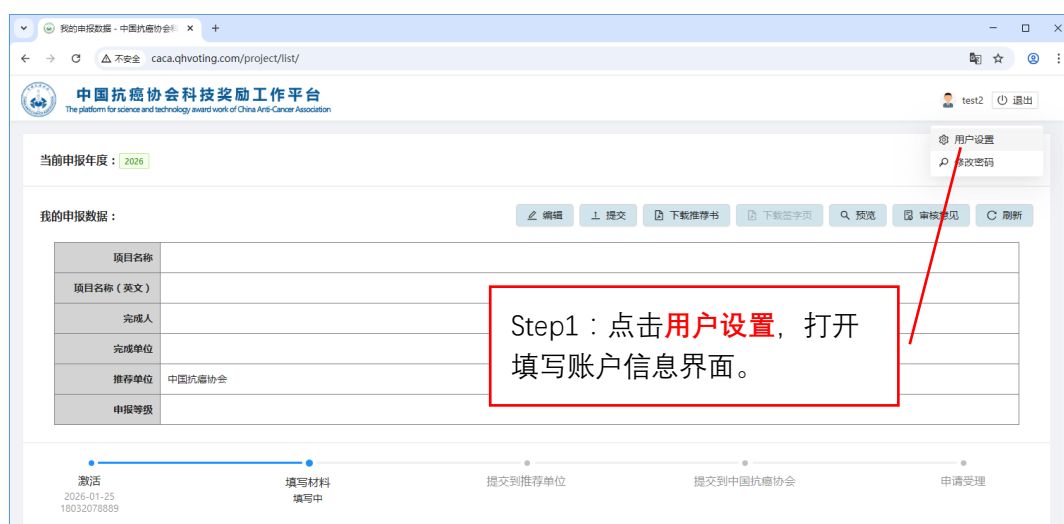 我的申报数据 - 中国抗癌协会科
不安全 caca.qhvoting.com/project/list/
中国抗癌协会科技奖励工作平台
The platform for science and technology award work of China Anti-Cancer Association
test2 退出
用户设置
修改密码
当前申报年度：2026
我的申报数据：
编辑 提交 下载推荐书 下载签字页 预览 审核意见 刷新
项目名称
项目名称（英文）
完成人
完成单位
推荐单位 中国抗癌协会
申报等级
Step1：点击用户设置，打开
填写账户信息界面。
激活 填写材料 提交到推荐单位 提交到中国抗癌协会 申请受理
2026-01-25 填写中
18032078889